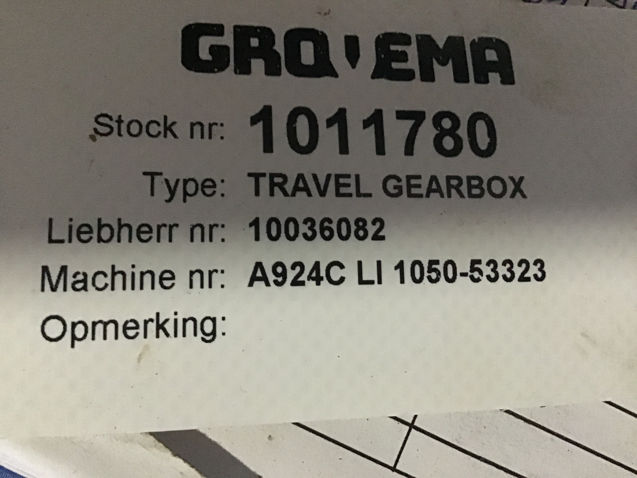 GROVEMA
Stock nr: 1011780
Type: TRAVEL GEARBOX
Liebherr nr: 10036082
Machine nr: A924C LI 1050-53323
Opmerking: